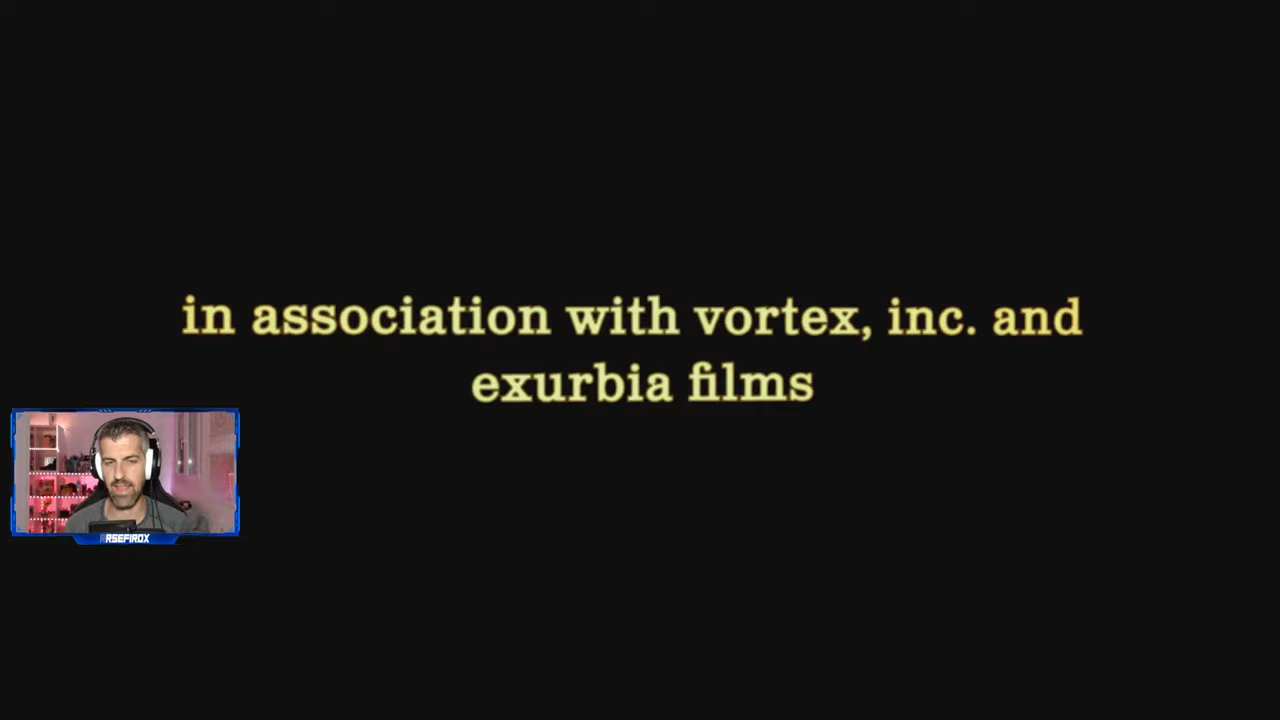 in association with vortex, inc. and
exurbia films
RSEFIROX